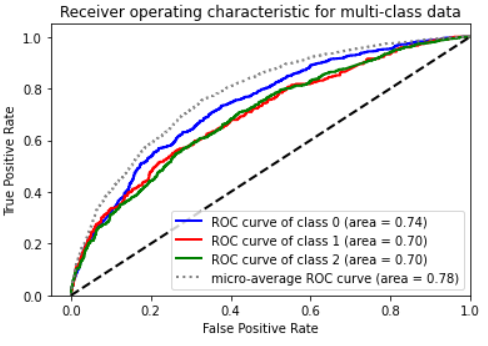 Receiver operating characteristic for multi-class data
1.0
0.8
0.6
0.4
0.2
0.0
True Positive Rate
ROC curve of class 0 (area = 0.74)
ROC curve of class 1 (area = 0.70)
ROC curve of class 2 (area = 0.70)
micro-average ROC curve (area = 0.78)
0.0 0.2 0.4 0.6 0.8 1.0
False Positive Rate